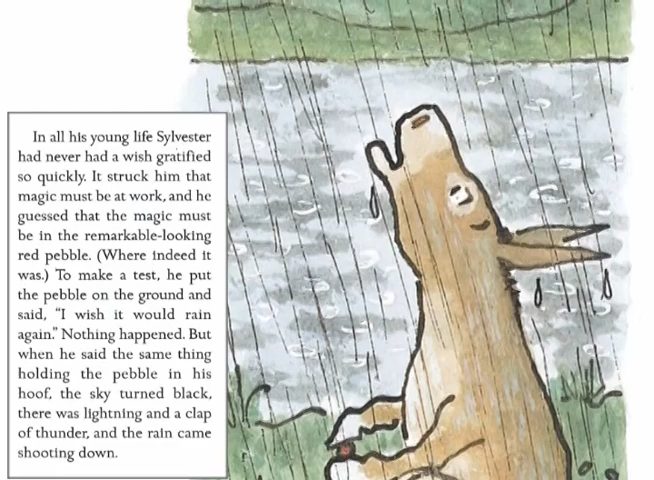 In all his young life Sylvester
had never had a wish gratified
so quickly. It struck him that
magic must be at work, and he
guessed that the magic must
be in the remarkable-looking
red pebble. (Where indeed it
was.) To make a test, he put
the pebble on the ground and
said, "I wish it would rain
again." Nothing happened. But
when he said the same thing
holding the pebble in his
hoof, the sky turned black,
there was lightning and a clap
of thunder, and the rain came
shooting down.